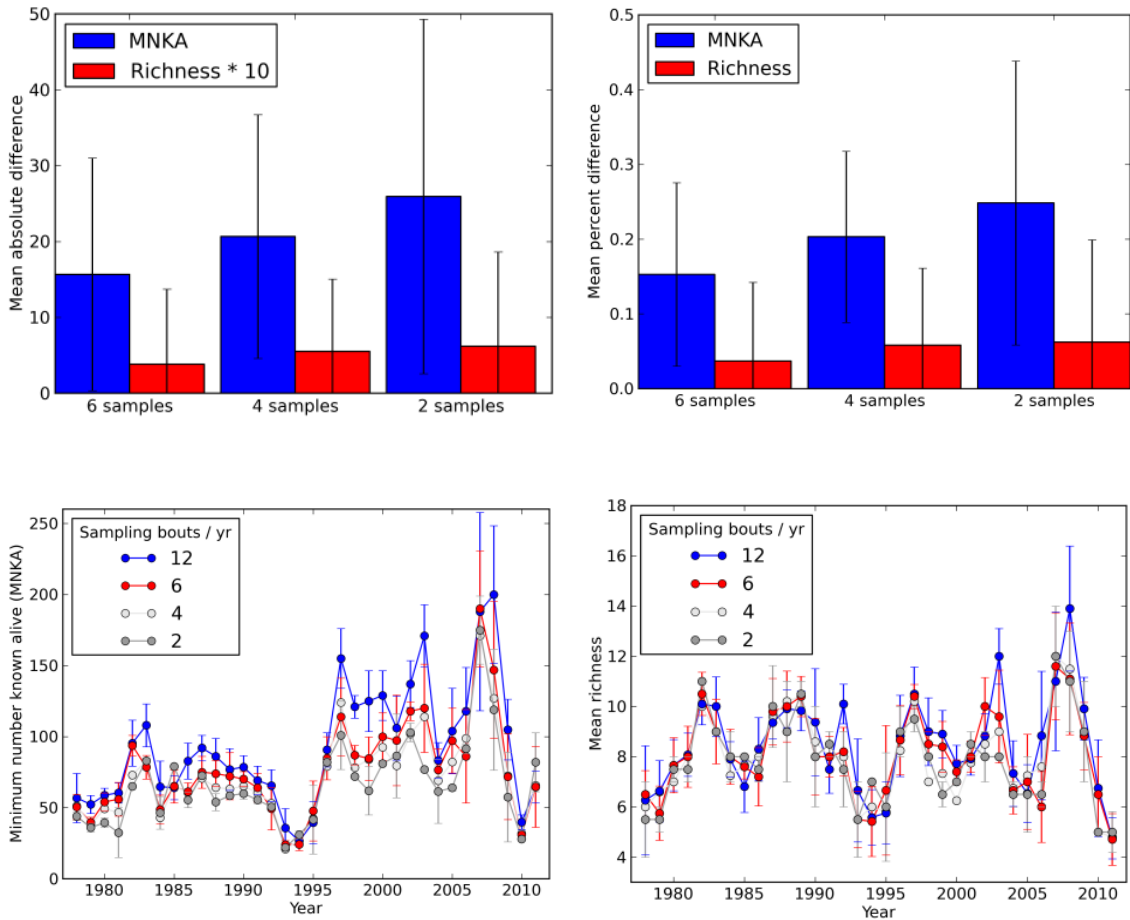 50
40
30
20
10
0
Mean absolute difference
MNKA
Richness * 10
6 samples 4 samples 2 samples
0.5
0.4
0.3
0.2
0.1
0.0
Mean percent difference
MNKA
Richness
6 samples 4 samples 2 samples
250
200
150
100
50
0
Minimum number known alive (MNKA)
Sampling bouts / yr
12
6
4
2
1980 1985 1990 1995 2000 2005 2010
Year
18
16
14
12
10
8
6
4
Mean richness
Sampling bouts / yr
12
6
4
2
1980 1985 1990 1995 2000 2005 2010
Year